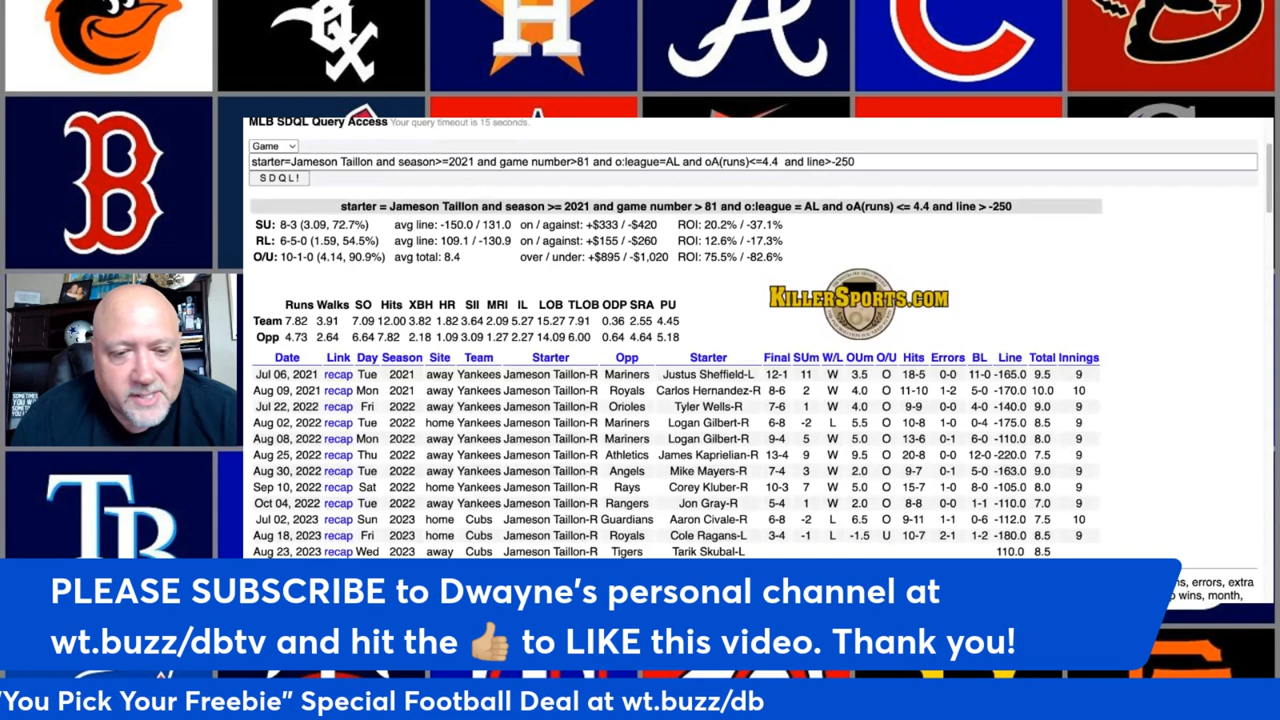 MLB SDQL Query Access Your query timeout is 15 seconds.
Game
starter=Jameson Taillon and season>=2021 and game number>81 and o:league=AL and oA(runs)<=4.4 and line>-250
S D Q L !
starter = Jameson Taillon and season >= 2021 and game number > 81 and o:league = AL and oA(runs) <= 4.4 and line > -250
SU: 8-3 (3.09, 72.7%) avg line: -150.0 / 131.0 on / against: +$333 / -$420 ROI: 20.2% / -37.1%
RL: 6-5-0 (1.59, 54.5%) avg line: 109.1 / -130.9 on / against: +$155 / -$260 ROI: 12.6% / -17.3%
O/U: 10-1-0 (4.14, 90.9%) avg total: 8.4 over / under: +$895 / -$1,020 ROI: 75.5% / -82.6%
KILLERSPORTS.COM
Runs Walks SO Hits XBH HR SII MRI IL LOB TLOB ODP SRA PU
Team 7.82 3.91 7.09 12.00 3.82 1.82 3.64 2.09 5.27 15.27 7.91 0.36 2.55 4.45
Opp 4.73 2.64 6.64 7.82 2.18 1.09 3.09 1.27 2.27 14.09 6.00 0.64 4.64 5.18
Date Link Day Season Site Team Starter Opp Starter Final SUm W/L OUm O/U Hits Errors BL Line Total Innings
Jul 06, 2021 recap Tue 2021 away Yankees Jameson Taillon-R Mariners Justus Sheffield-L 12-1 11 W 3.5 O 18-5 0-0 11-0 -165.0 9.5 9
Aug 09, 2021 recap Mon 2021 away Yankees Jameson Taillon-R Royals Carlos Hernandez-R 8-6 2 W 4.0 O 11-10 1-2 5-0 -170.0 10.0 10
Jul 22, 2022 recap Fri 2022 away Yankees Jameson Taillon-R Orioles Tyler Wells-R 7-6 1 W 4.0 O 9-9 0-0 4-0 -140.0 9.0 9
Aug 02, 2022 recap Tue 2022 home Yankees Jameson Taillon-R Mariners Logan Gilbert-R 6-8 -2 L 5.5 O 10-8 1-0 0-4 -175.0 8.5 9
Aug 08, 2022 recap Mon 2022 away Yankees Jameson Taillon-R Mariners Logan Gilbert-R 9-4 5 W 5.0 O 13-6 0-1 6-0 -110.0 8.0 9
Aug 25, 2022 recap Thu 2022 away Yankees Jameson Taillon-R Athletics James Kaprielian-R 13-4 9 W 9.5 O 20-8 0-0 12-0 -220.0 7.5 9
Aug 30, 2022 recap Tue 2022 away Yankees Jameson Taillon-R Angels Mike Mayers-R 7-4 3 W 2.0 O 9-7 0-1 5-0 -163.0 9.0 9
Sep 10, 2022 recap Sat 2022 home Yankees Jameson Taillon-R Rays Corey Kluber-R 10-3 7 W 5.0 O 15-7 1-0 8-0 -105.0 8.0 9
Oct 04, 2022 recap Tue 2022 away Yankees Jameson Taillon-R Rangers Jon Gray-R 5-4 1 W 2.0 O 8-8 0-0 1-1 -110.0 7.0 9
Jul 02, 2023 recap Sun 2023 home Cubs Jameson Taillon-R Guardians Aaron Civale-R 6-8 -2 L 6.5 O 9-11 1-1 0-6 -112.0 7.5 10
Aug 18, 2023 recap Fri 2023 home Cubs Jameson Taillon-R Royals Cole Ragans-L 3-4 -1 L -1.5 U 10-7 2-1 1-2 -180.0 8.5 9
Aug 23, 2023 recap Wed 2023 away Cubs Jameson Taillon-R Tigers Tarik Skubal-L 110.0 8.5
errors, extra
wins, month,
PLEASE SUBSCRIBE to Dwayne's personal channel at
wt.buzz/dbtv and hit the 👍🏼 to LIKE this video. Thank you!
"You Pick Your Freebie" Special Football Deal at wt.buzz/db